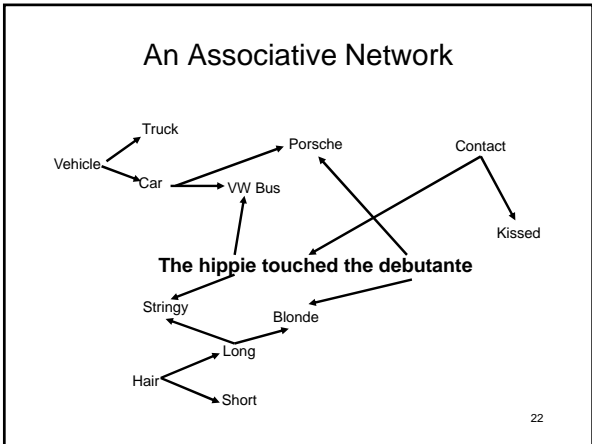 An Associative Network
Truck
Porsche
Contact
Vehicle
Car
VW Bus
Kissed
The hippie touched the debutante
Stringy
Blonde
Long
Hair
Short
22